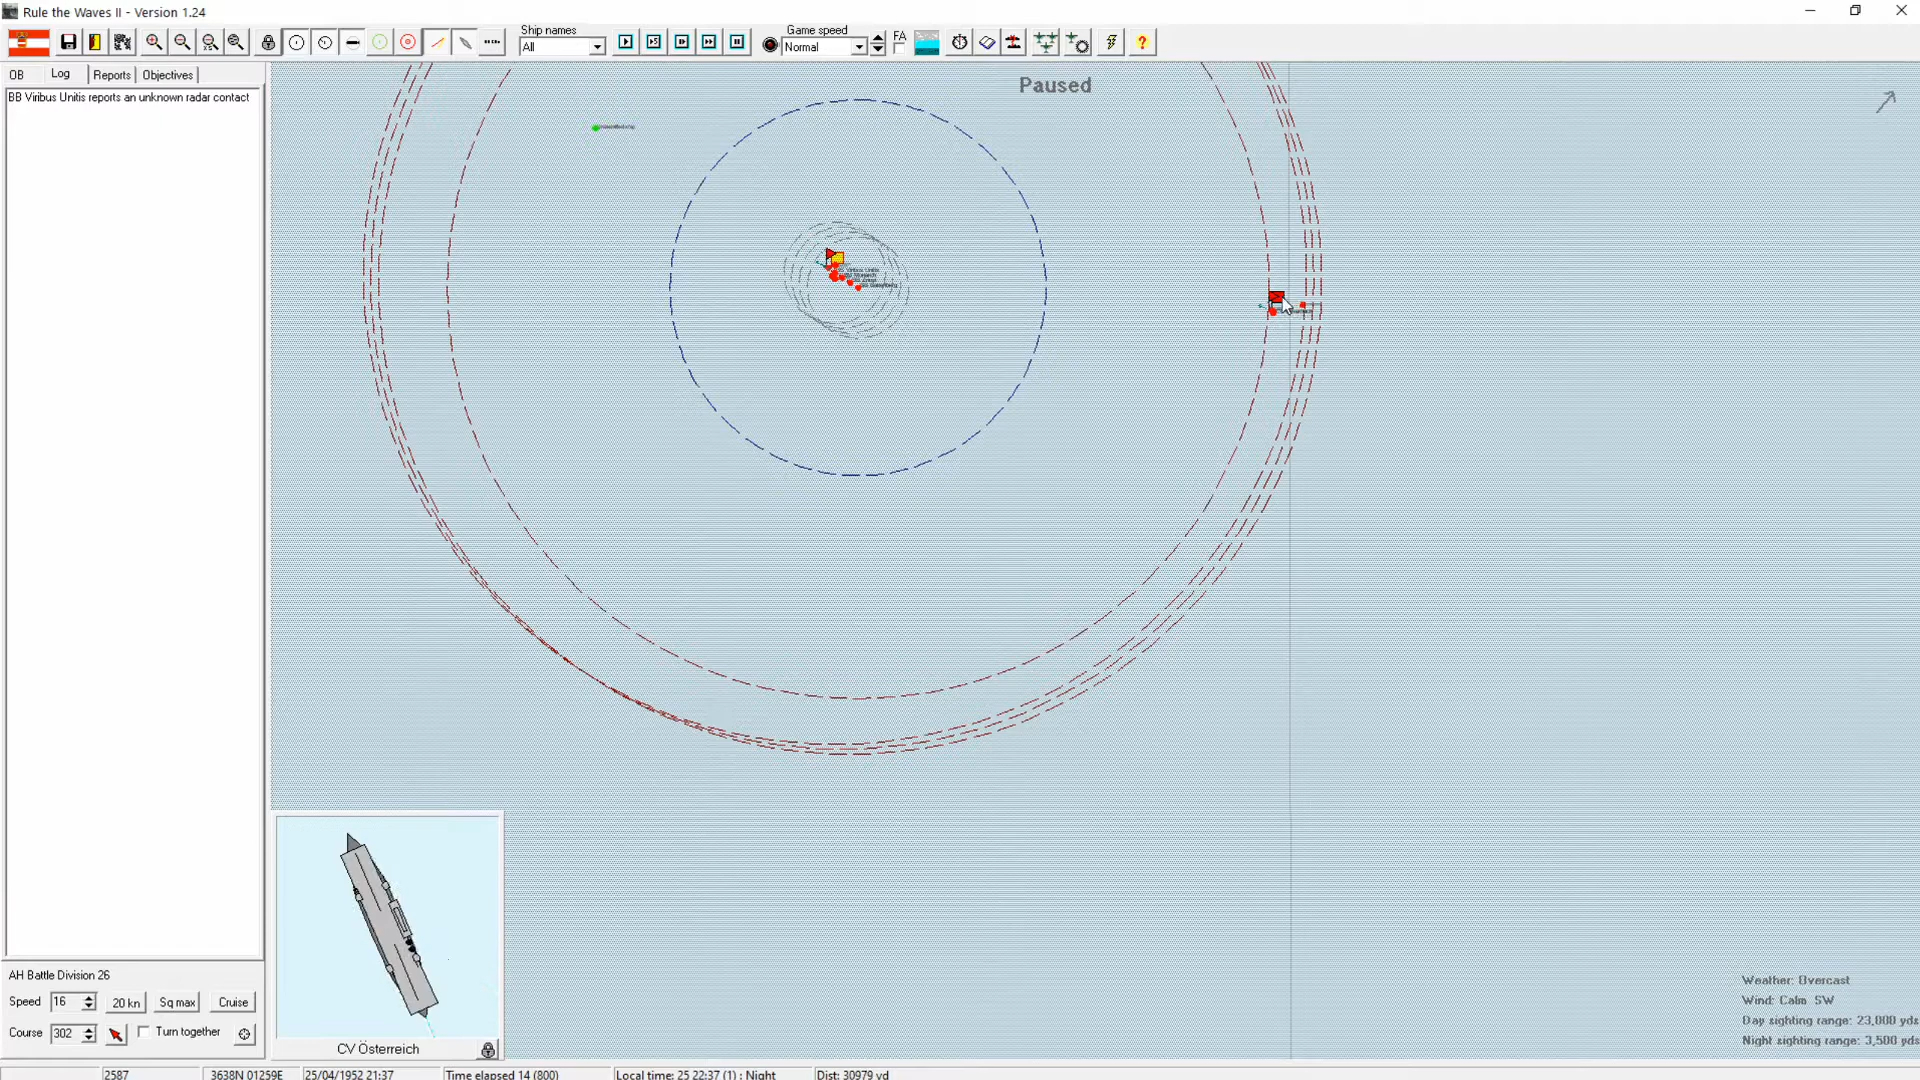 Rule the Waves II - Version 1.24
Ship names
All
Game speed
Normal
FA
OB
Log
Reports
Objectives
BB Viribus Unitis reports an unknown radar contact
Paused
Viribus Unitis
AH Battle Division 26
Speed
16
20 kn
Sq max
Cruise
Course
302
Turn together
CV Österreich
Weather: Overcast
Wind: Calm SW
Day sighting range: 23,000 yds
Night sighting range: 3,500 yds
2587
3638N 01259E
25/04/1952 21:37
Time elapsed 14 (800)
Local time: 25 22:37 (1) : Night
Dist: 30979 yd